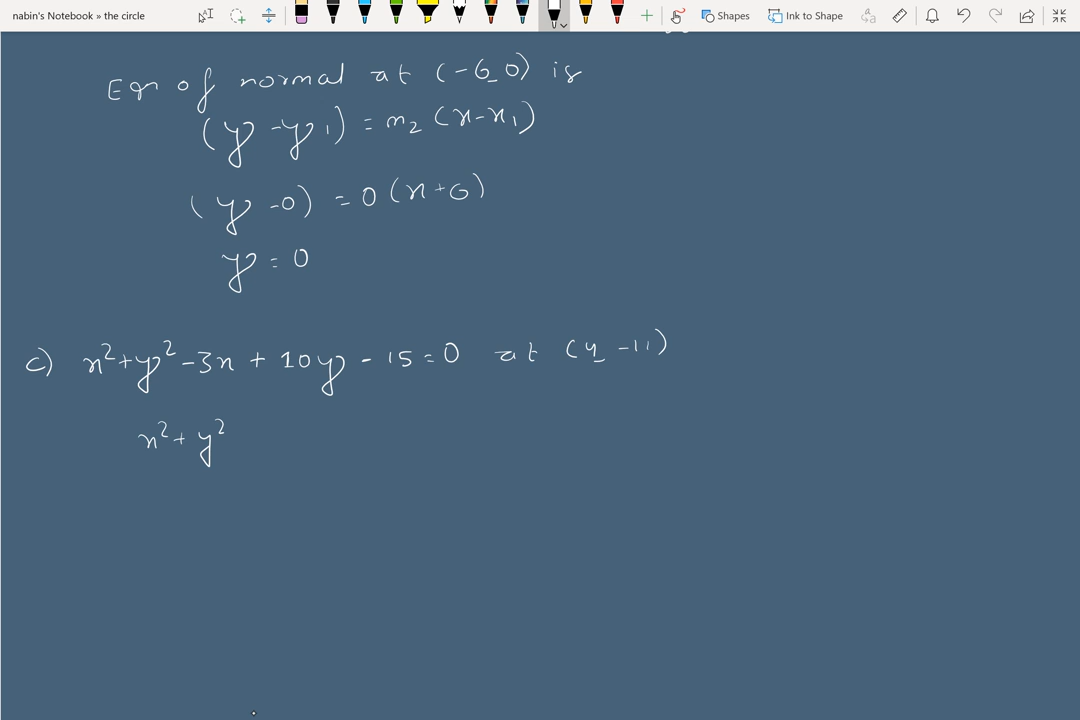 nabin's Notebook » the circle
Shapes
Ink to Shape
Eqn of normal at (-6, 0) is
(y - y₁) = m₂ (x - x₁)
(y - 0) = 0 (x + 6)
y = 0
c) x² + y² - 3x + 10y - 15 = 0 at (4, -11)
x² + y²